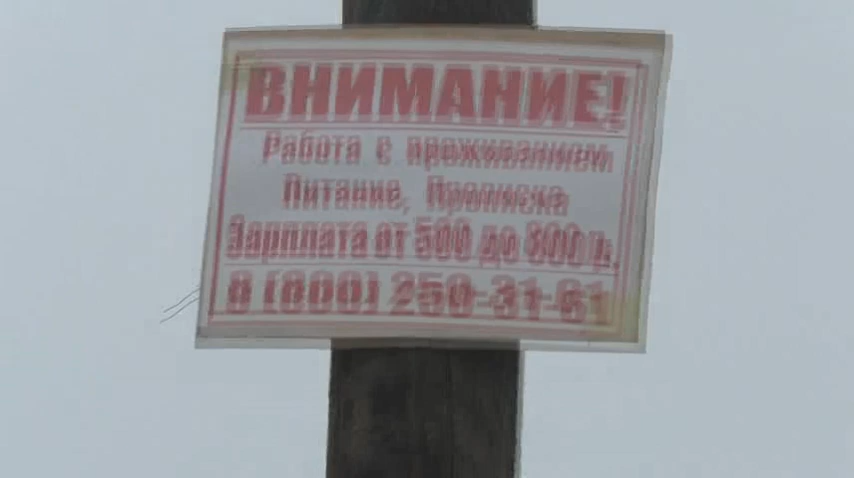 ВНИМАНИЕ!
Работа с проживанием
Питание, Прописка
Зарплата от 500 до 800 р.
8 (800) 250-31-61